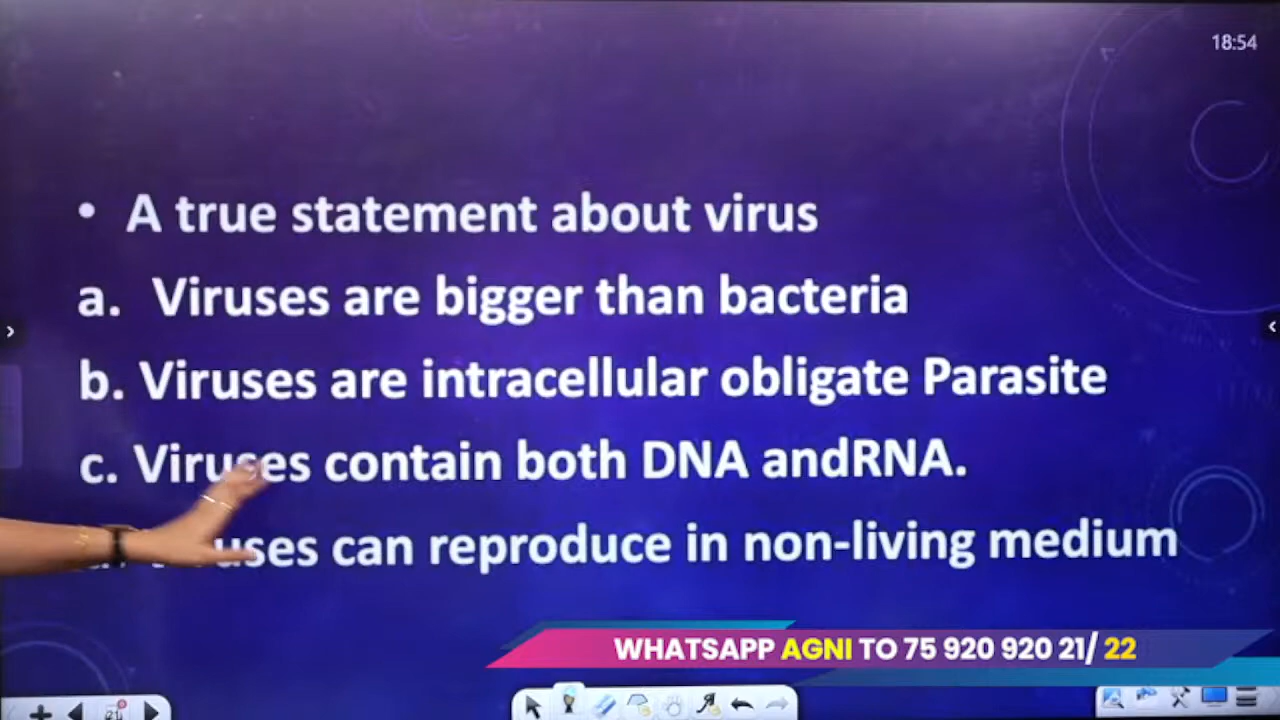 18:54
• A true statement about virus
a. Viruses are bigger than bacteria
b. Viruses are intracellular obligate Parasite
c. Viruses contain both DNA andRNA.
can reproduce in non-living medium
WHATSAPP AGNI TO 75 920 920 21/ 22
21